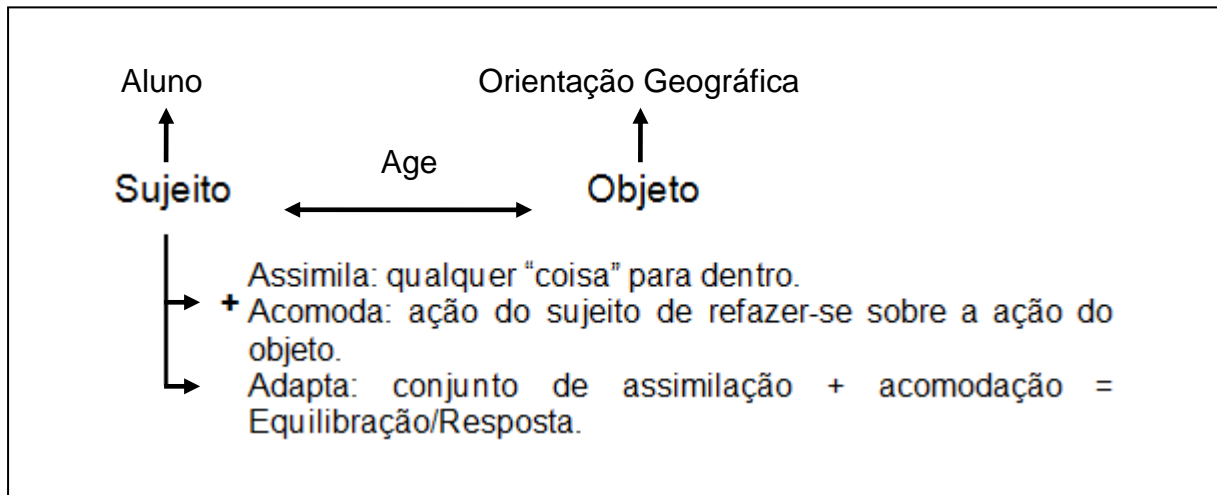 Aluno Orientação Geográfica
Age
Sujeito Objeto
Assimila: qualquer “coisa” para dentro.
+ Acomoda: ação do sujeito de refazer-se sobre a ação do
objeto.
Adapta: conjunto de assimilação + acomodação =
Equilibração/Resposta.